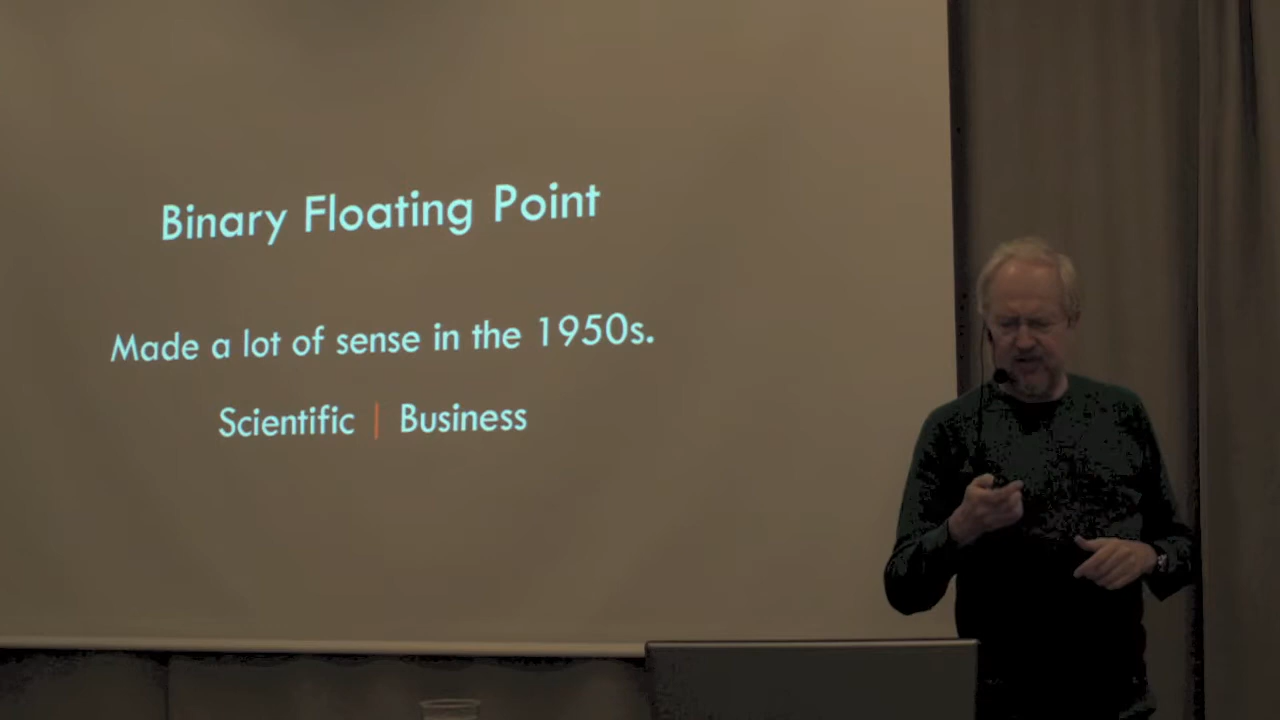 Binary Floating Point
Made a lot of sense in the 1950s.
Scientific | Business